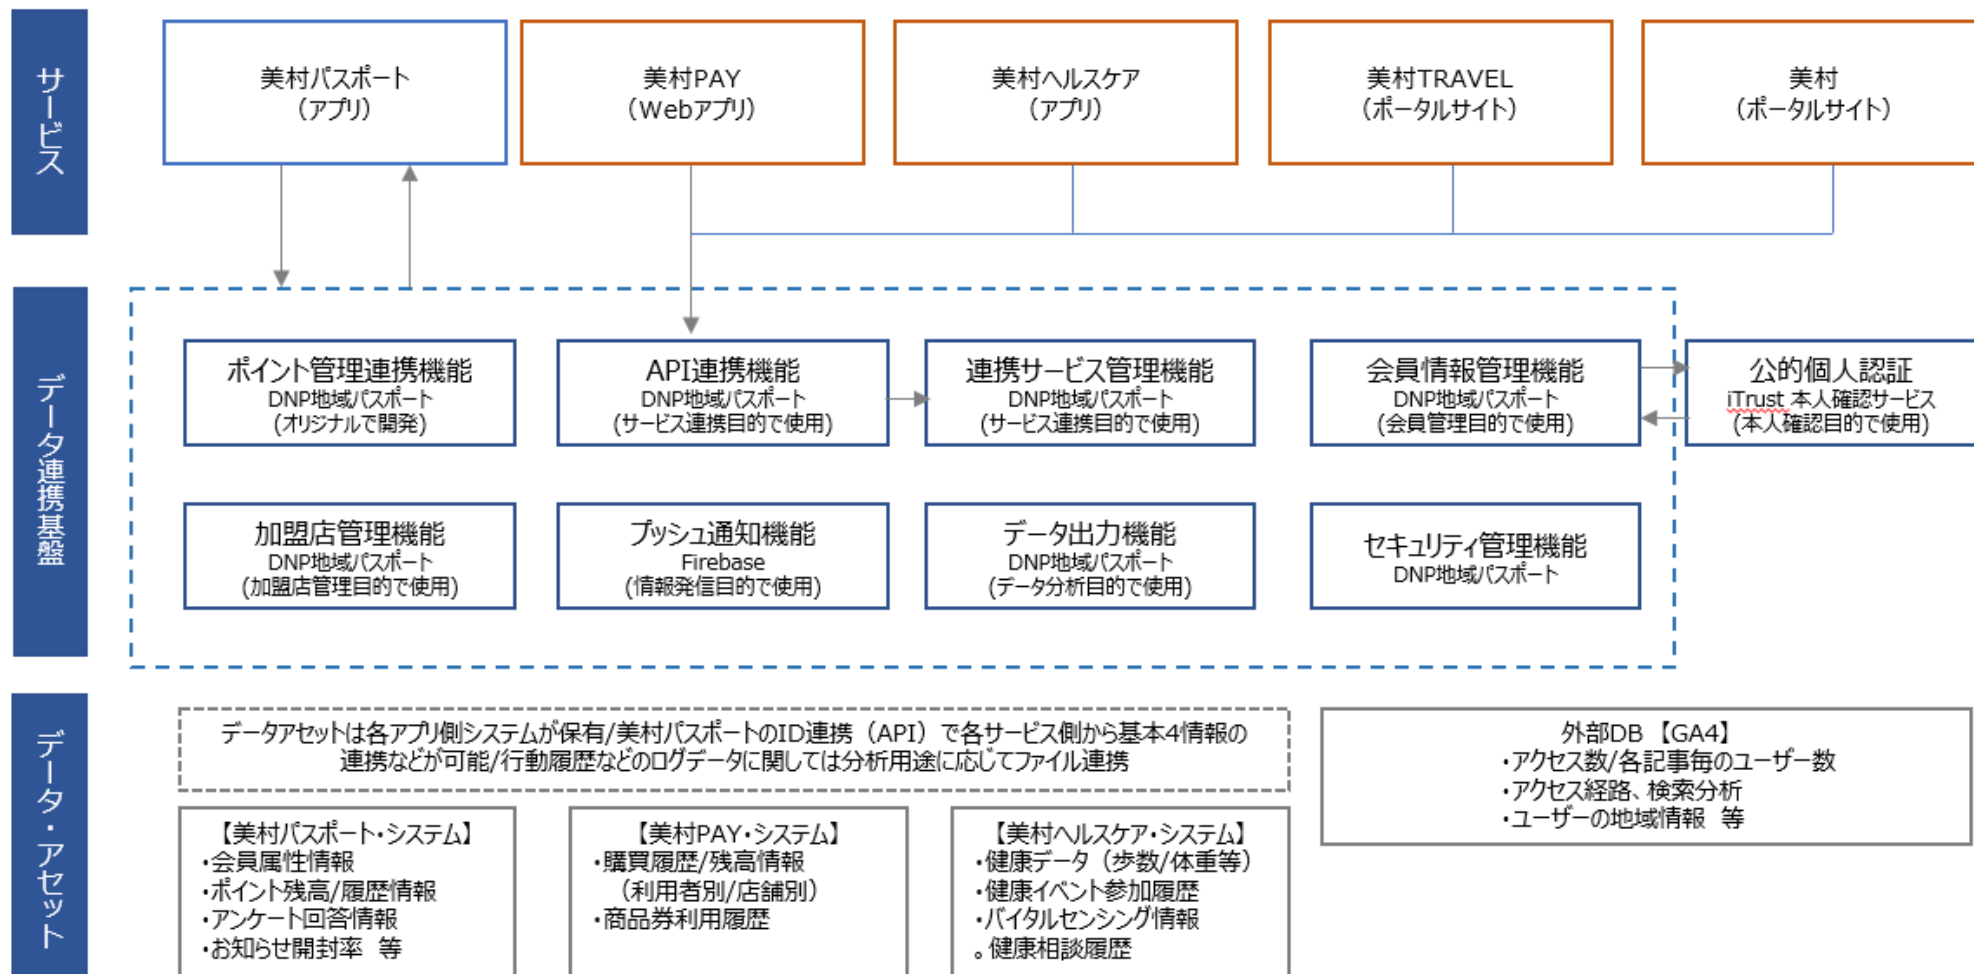 サービス
美村パスポート
（アプリ）
美村PAY
（Webアプリ）
美村ヘルスケア
（アプリ）
美村TRAVEL
（ポータルサイト）
美村
（ポータルサイト）
データ連携基盤
ポイント管理連携機能
DNP地域パスポート
(オリジナルで開発)
API連携機能
DNP地域パスポート
(サービス連携目的で使用)
連携サービス管理機能
DNP地域パスポート
(サービス連携目的で使用)
会員情報管理機能
DNP地域パスポート
(会員管理目的で使用)
公的個人認証
iTrust 本人確認サービス
(本人確認目的で使用)
加盟店管理機能
DNP地域パスポート
(加盟店管理目的で使用)
プッシュ通知機能
Firebase
(情報発信目的で使用)
データ出力機能
DNP地域パスポート
(データ分析目的で使用)
セキュリティ管理機能
DNP地域パスポート
データ・アセット
データアセットは各アプリ側システムが保有/美村パスポートのID連携（API）で各サービス側から基本4情報の
連携などが可能/行動履歴などのログデータに関しては分析用途に応じてファイル連携
外部DB【GA4】
・アクセス数/各記事毎のユーザー数
・アクセス経路、検索分析
・ユーザーの地域情報 等
【美村パスポート・システム】
・会員属性情報
・ポイント残高/履歴情報
・アンケート回答情報
・お知らせ開封率 等
【美村PAY・システム】
・購買履歴/残高情報
（利用者別/店舗別）
・商品券利用履歴
【美村ヘルスケア・システム】
・健康データ（歩数/体重等）
・健康イベント参加履歴
・バイタルセンシング情報
。健康相談履歴